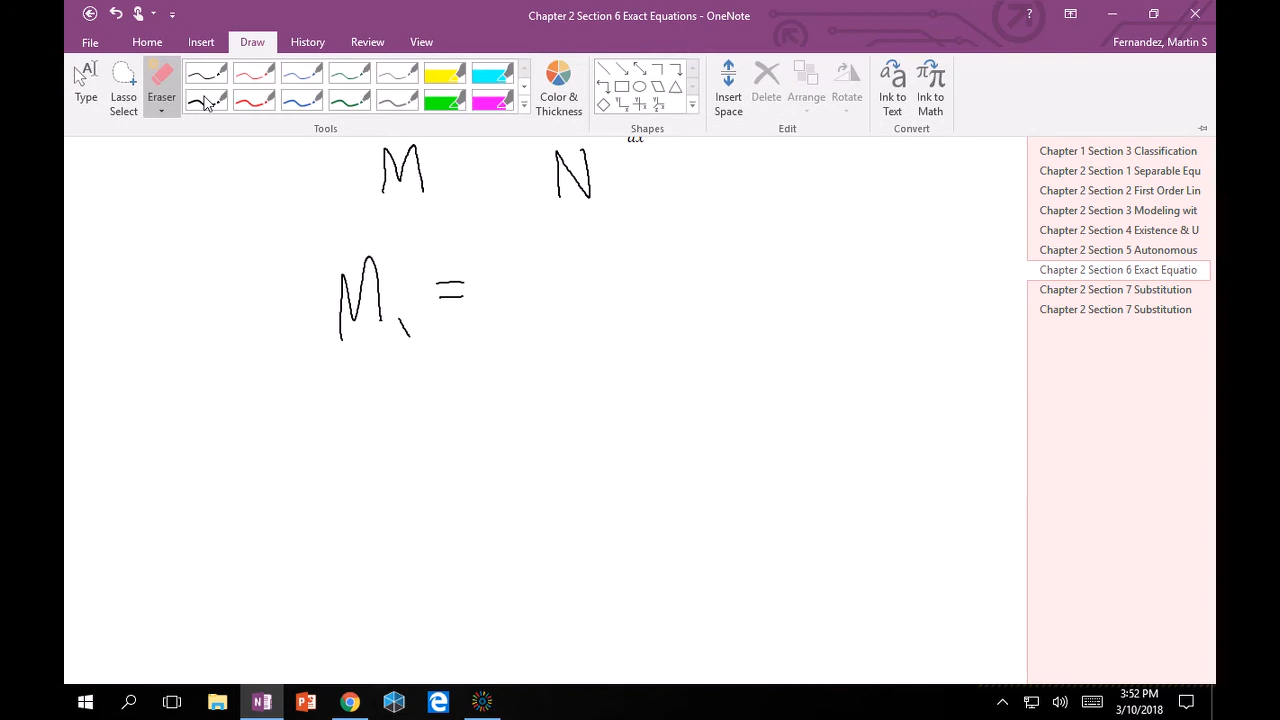 Chapter 2 Section 6 Exact Equations - OneNote
?
File Home Insert Draw History Review View
Fernandez, Martin S
Type
Lasso Select
Eraser
Color & Thickness
Insert Space
Delete
Arrange
Rotate
Ink to Text
Ink to Math
Tools
Shapes
Edit
Convert
dx
M N
M =
Chapter 1 Section 3 Classification
Chapter 2 Section 1 Separable Equ
Chapter 2 Section 2 First Order Lin
Chapter 2 Section 3 Modeling wit
Chapter 2 Section 4 Existence & U
Chapter 2 Section 5 Autonomous
Chapter 2 Section 6 Exact Equatio
Chapter 2 Section 7 Substitution
Chapter 2 Section 7 Substitution
3:52 PM
3/10/2018